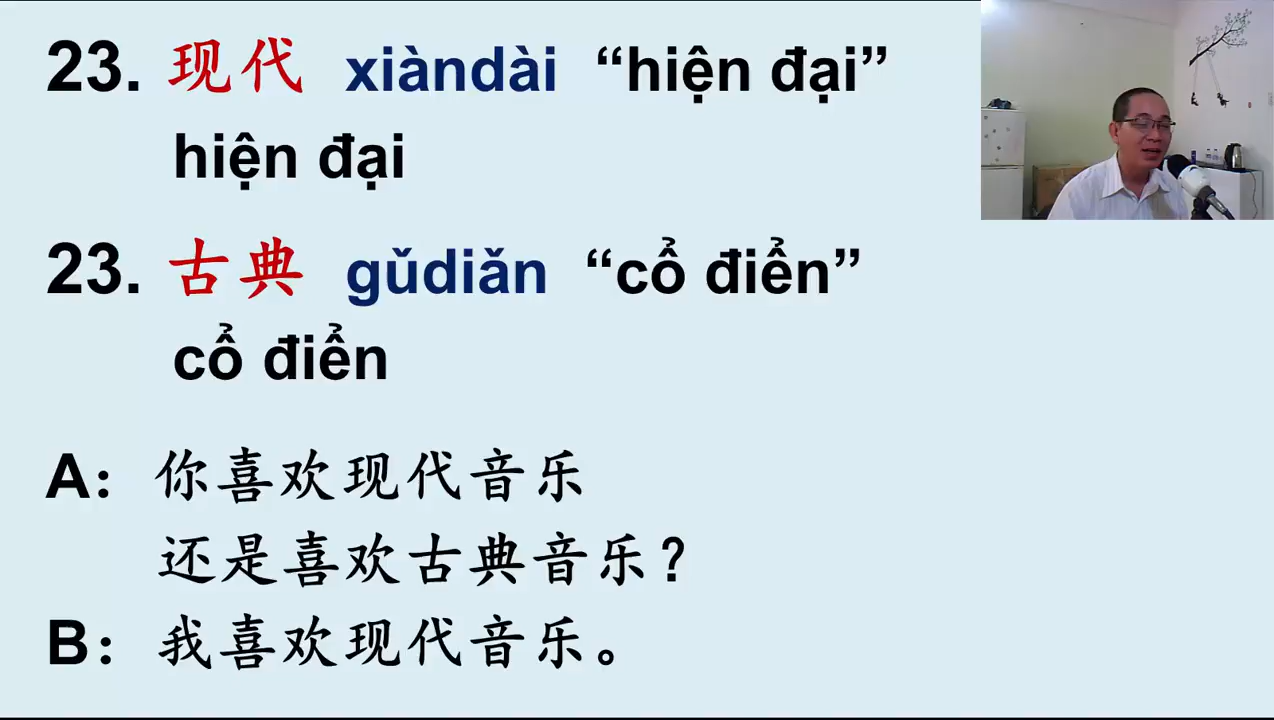 23. 现代 xiàndài “hiện đại”
hiện đại
23. 古典 gǔdiǎn “cổ điển”
cổ điển
A：你喜欢现代音乐
还是喜欢古典音乐？
B：我喜欢现代音乐。